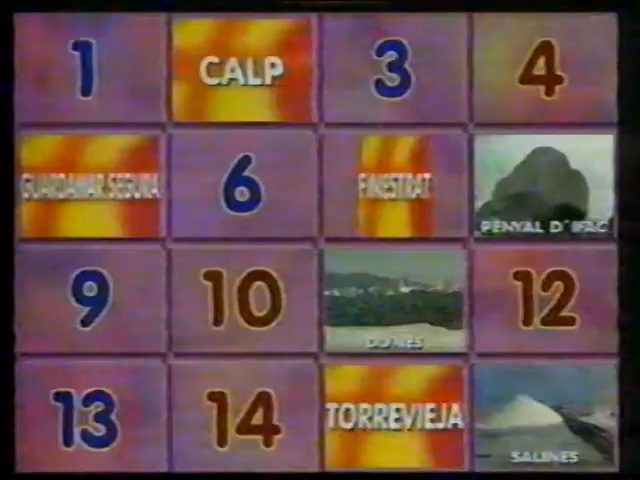 1
CALP
3
4
GUARDAMAR SEGURA
6
FINESTRAT
PENYAL D'IFAC
9
10
DUNES
12
13
14
TORREVIEJA
SALINES